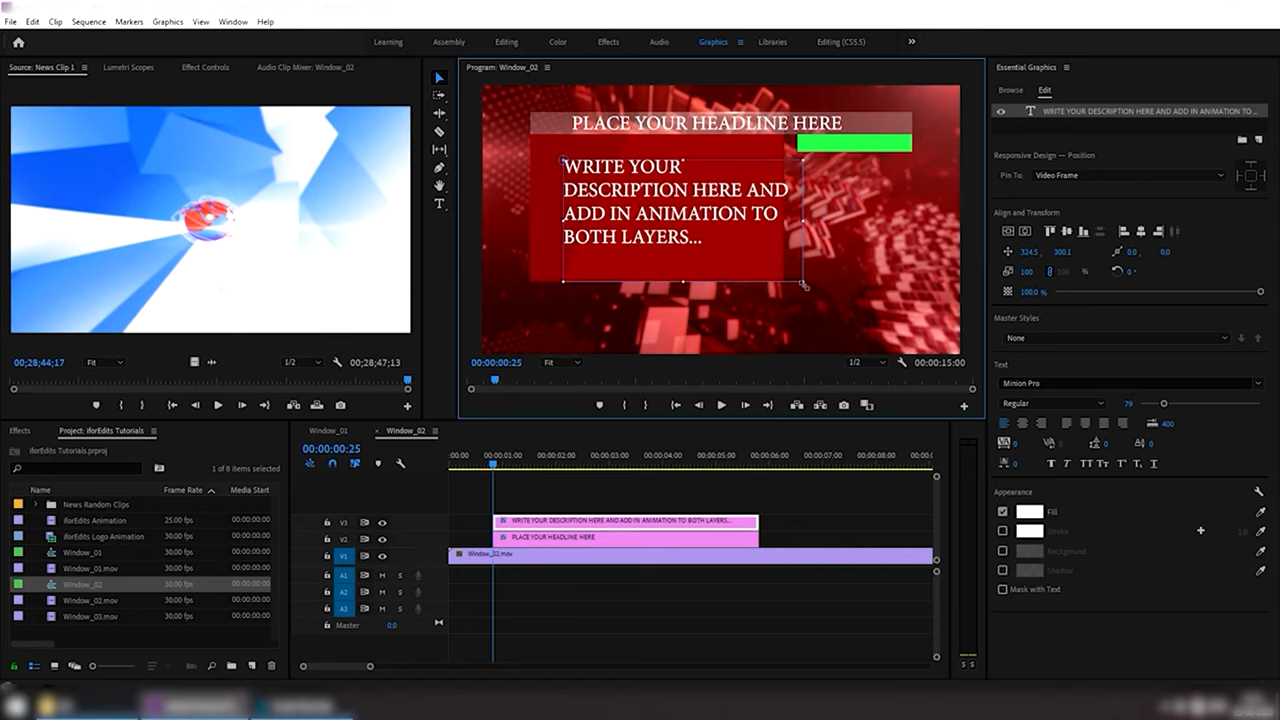 File Edit Clip Sequence Markers Graphics View Window Help
Learning Assembly Editing Color Effects Audio Graphics Libraries Editing (CS5.5)
Source: News Clip 1 Lumetri Scopes Effect Controls Audio Clip Mixer: Window_02
Program: Window_02
PLACE YOUR HEADLINE HERE
WRITE YOUR
DESCRIPTION HERE AND
ADD IN ANIMATION TO
BOTH LAYERS...
00;28;44;17 Fit 1/2 00;28;47;13
00:00:00:25 Fit 1/2 00:00:15:00
Essential Graphics
Browse Edit
WRITE YOUR DESCRIPTION HERE AND ADD IN ANIMATION TO ...
Responsive Design — Position
Pin To: Video Frame
Align and Transform
324.5 , 300.1 0.0 , 0.0
100 100 % 0 °
100.0 %
Master Styles
None
Text
Minion Pro
Regular 79
400
0 0 0 0
0 T T TT Tt T' T, T
Appearance
Fill
Stroke 1.0
Background
Shadow
Mask with Text
Effects Project: IforEdits Tutorials
IforEdits Tutorials.prproj
1 of 8 items selected
Name Frame Rate Media Start
News Random Clips
IforEdits Animation 25.00 fps 00:00:00:00
IforEdits Logo Animation 30.00 fps 00:00:00:00
Window_01 30.00 fps 00:00:00:00
Window_01.mov 30.00 fps 00:00:00:00
Window_02 30.00 fps 00:00:00:00
Window_02.mov 30.00 fps 00:00:00:00
Window_03.mov 30.00 fps 00:00:00:00
Window_01 × Window_02
00:00:00:25
:00:00 00:00:01:00 00:00:02:00 00:00:03:00 00:00:04:00 00:00:05:00 00:00:06:00 00:00:07:00 00:00:08:00
V3 WRITE YOUR DESCRIPTION HERE AND ADD IN ANIMATION TO BOTH LAYERS...
V2 PLACE YOUR HEADLINE HERE
V1 Window_02.mov
A1 M S
A2 M S
A3 M S
Master 0.0
S S